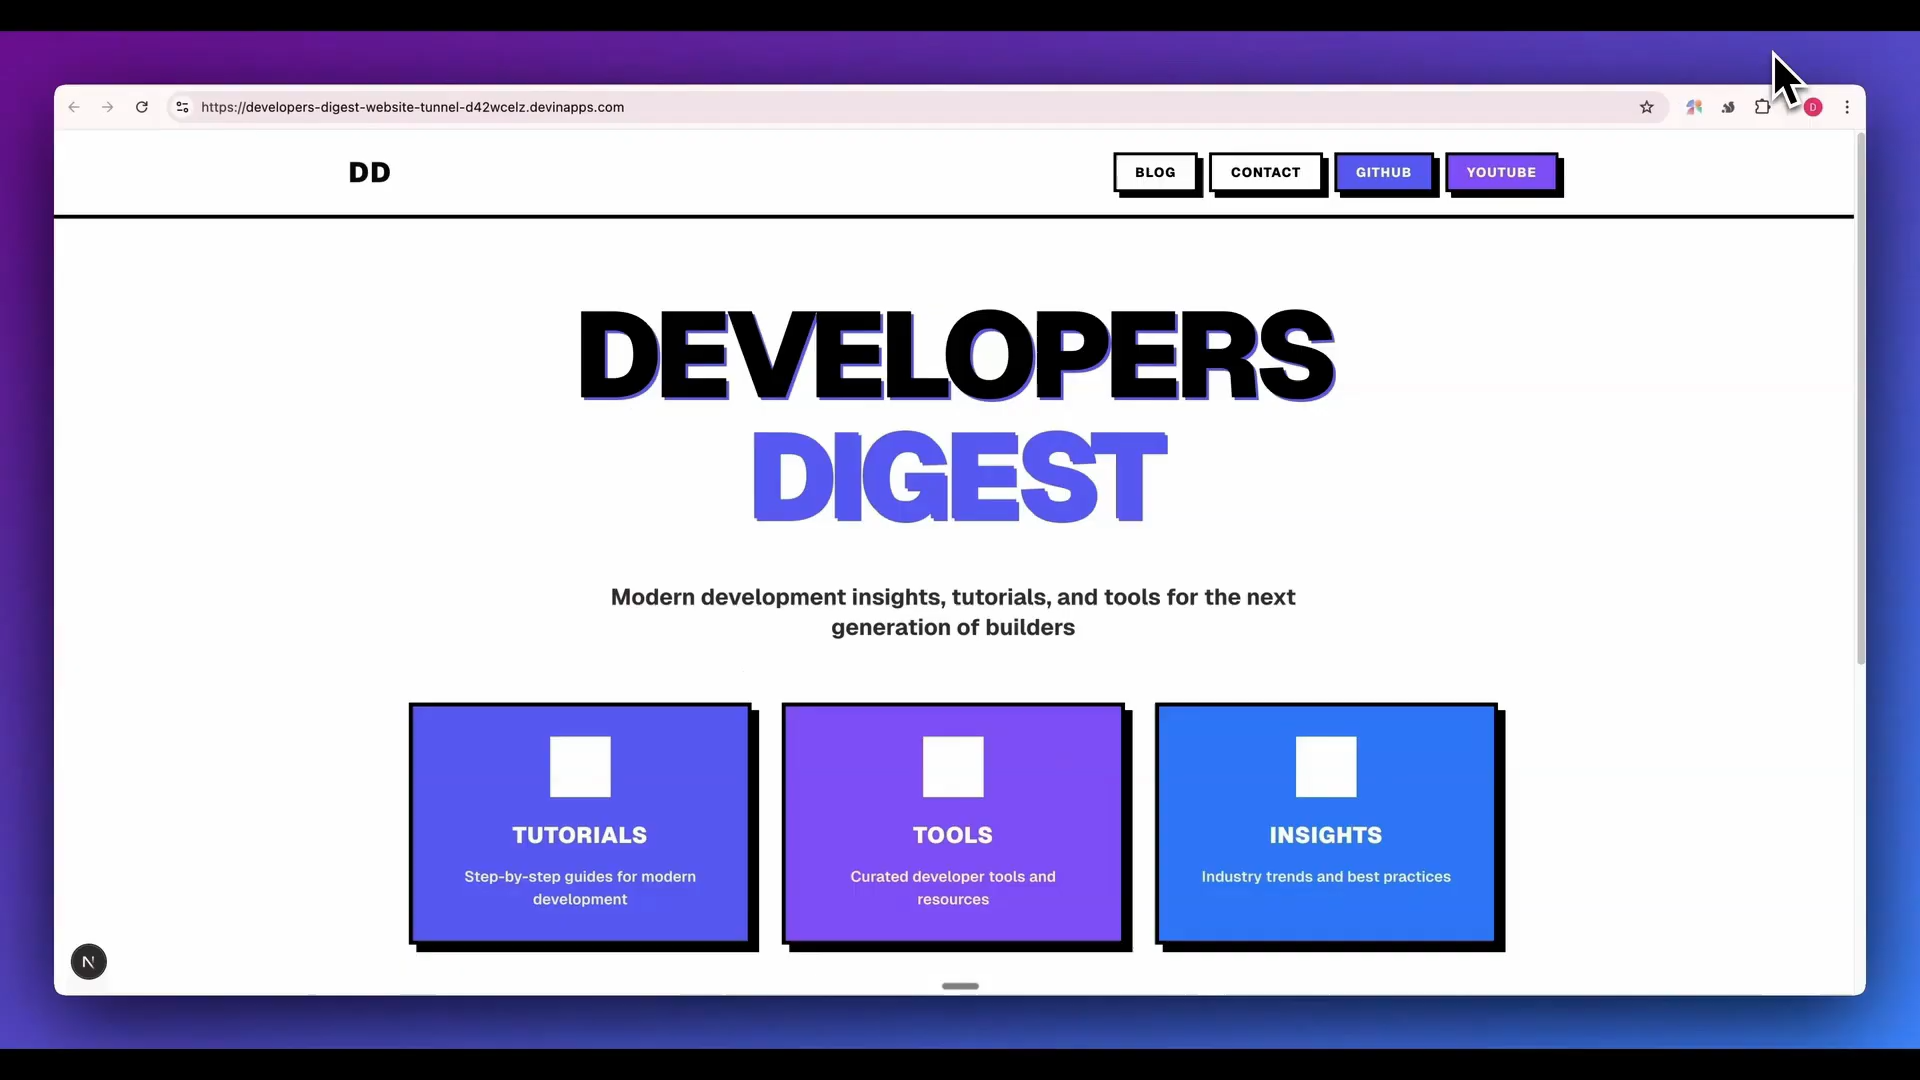 https://developers-digest-website-tunnel-d42wcelz.devinapps.com
D
DD
BLOG
CONTACT
GITHUB
YOUTUBE
DEVELOPERS
DIGEST
Modern development insights, tutorials, and tools for the next
generation of builders
TUTORIALS
Step-by-step guides for modern
development
TOOLS
Curated developer tools and
resources
INSIGHTS
Industry trends and best practices
N